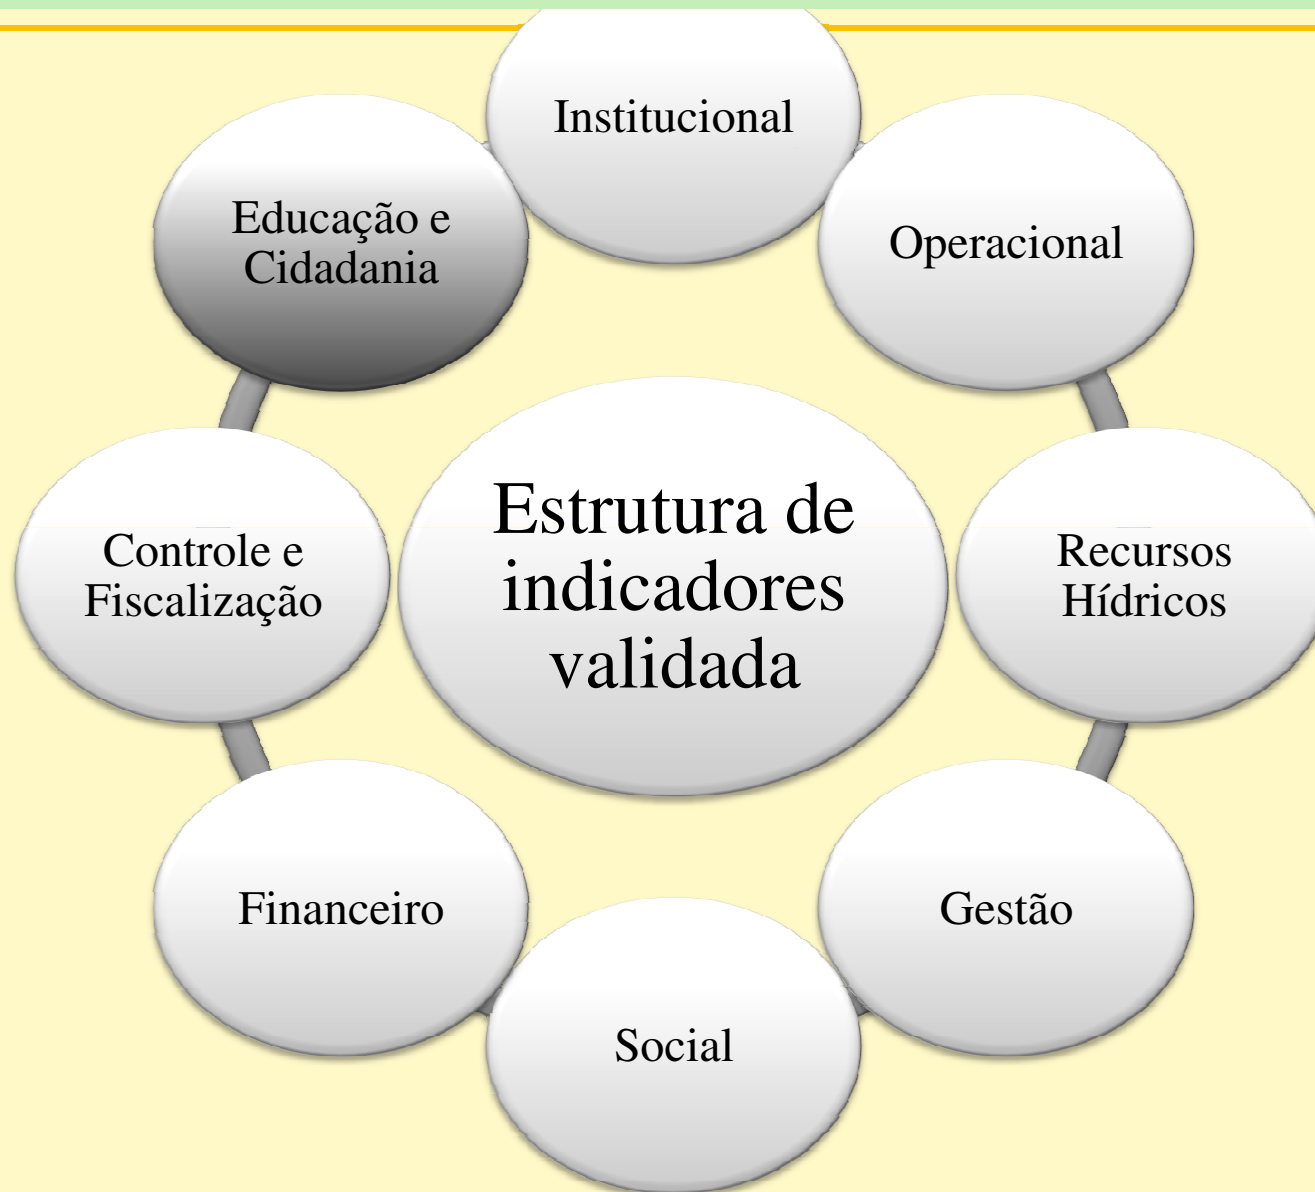 Institucional
Educação e
Cidadania
Operacional
Estrutura de
indicadores
validada
Controle e
Fiscalização
Recursos
Hídricos
Financeiro
Gestão
Social